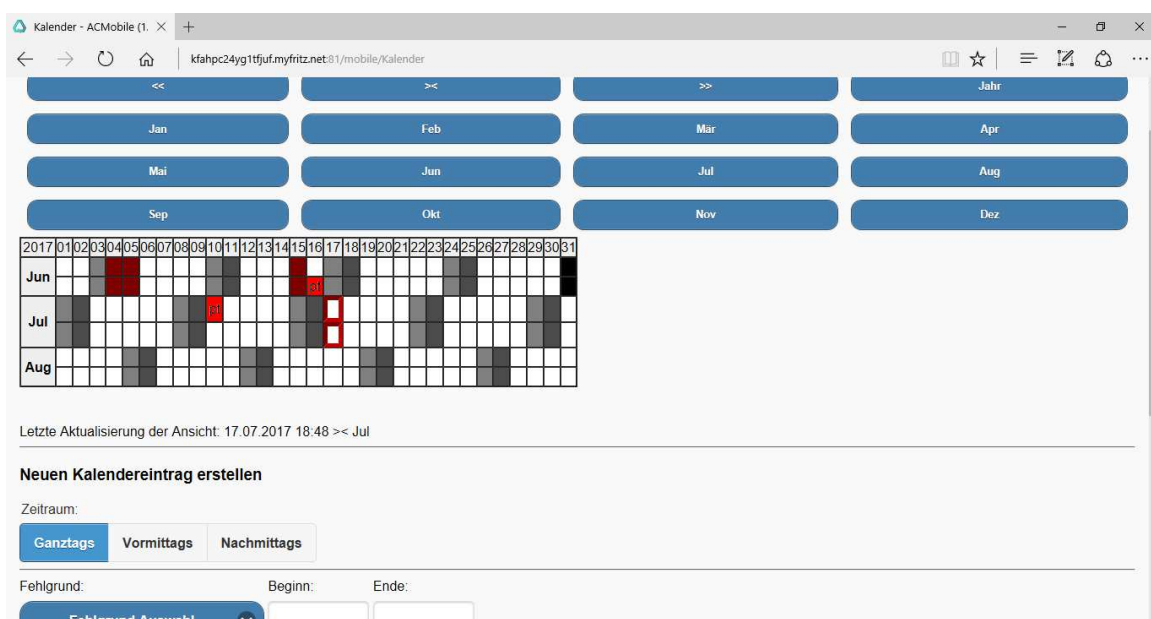 Kalender - ACMobile (1.
kfahpc24yg1tfjuf.myfritz.net:81/mobile/Kalender
<< >< >> Jahr
Jan Feb Mär Apr
Mai Jun Jul Aug
Sep Okt Nov Dez
2017 01 02 03 04 05 06 07 08 09 10 11 12 13 14 15 16 17 18 19 20 21 22 23 24 25 26 27 28 29 30 31
Jun
Jul
Aug
Letzte Aktualisierung der Ansicht: 17.07.2017 18:48 >< Jul
Neuen Kalendereintrag erstellen
Zeitraum:
Ganztags Vormittags Nachmittags
Fehlgrund: Beginn: Ende:
Fehlgrund Auswahl